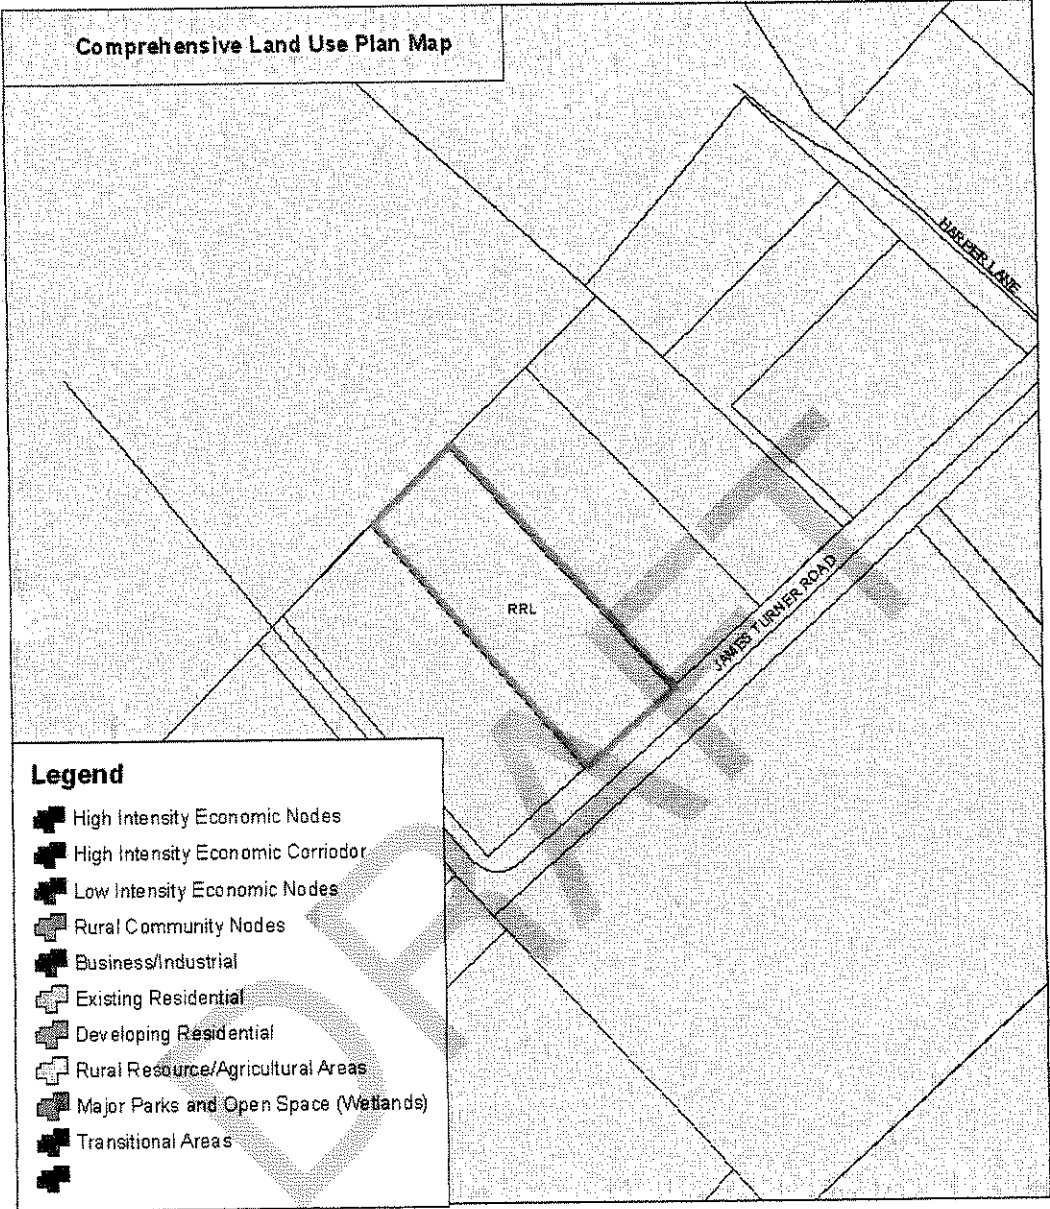 Comprehensive Land Use Plan Map
HARPER LANE
RRL
JAMES TURNER ROAD
DRAFT
Legend
High Intensity Economic Nodes
High Intensity Economic Corriodor
Low Intensity Economic Nodes
Rural Community Nodes
Business/Industrial
Existing Residential
Developing Residential
Rural Resource/Agricultural Areas
Major Parks and Open Space (Wetlands)
Transitional Areas